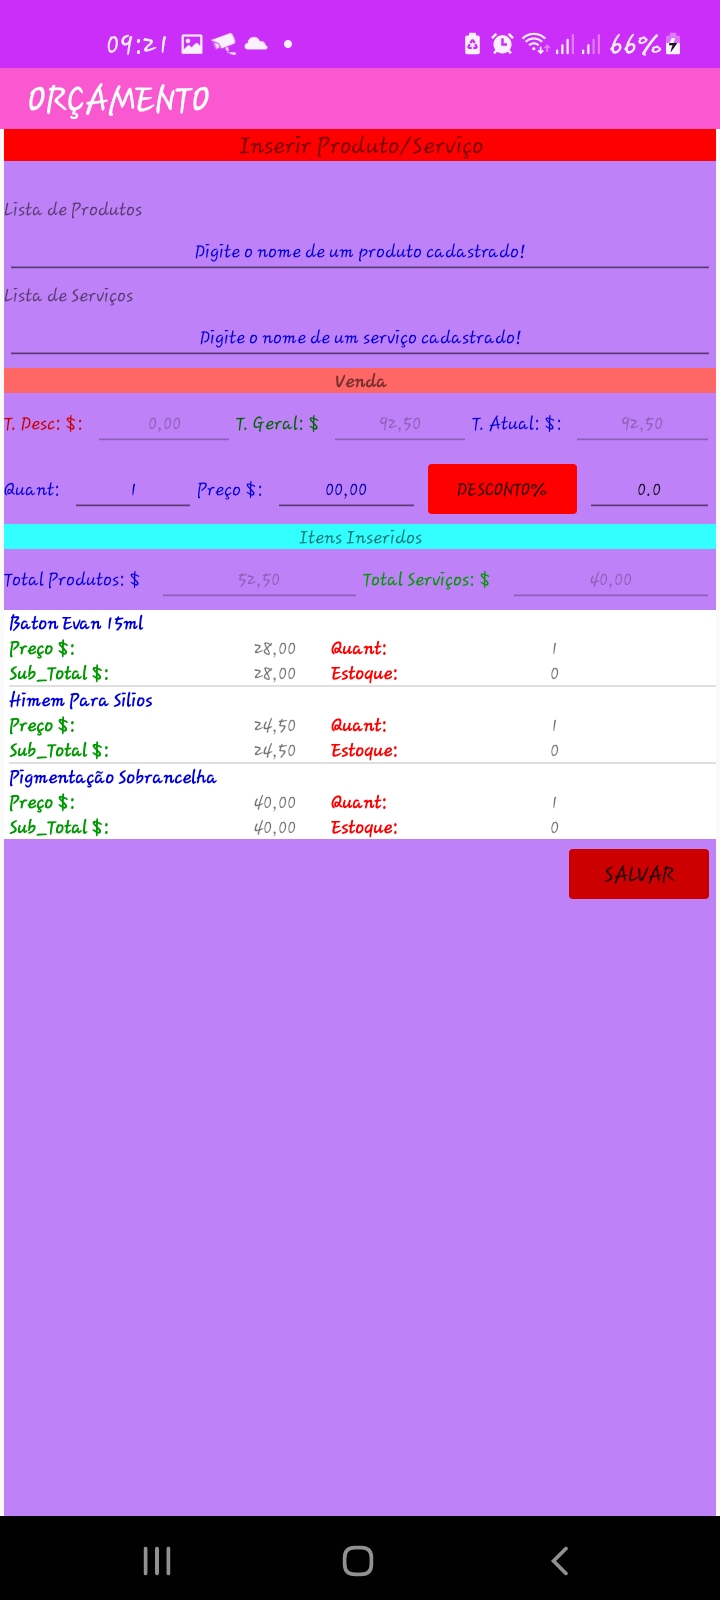 09:21 66%
ORÇAMENTO
Inserir Produto/Serviço
Lista de Produtos
Digite o nome de um produto cadastrado!
Lista de Serviços
Digite o nome de um serviço cadastrado!
Venda
T. Desc: $: 0,00 T. Geral: $ 92,50 T. Atual: $: 92,50
Quant: 1 Preço $: 00,00 DESCONTO% 0.0
Itens Inseridos
Total Produtos: $ 52,50 Total Serviços: $ 40,00
Baton Evan 15ml
Preço $: 28,00 Quant: 1
Sub_Total $: 28,00 Estoque: 0
Himem Para Silios
Preço $: 24,50 Quant: 1
Sub_Total $: 24,50 Estoque: 0
Pigmentação Sobrancelha
Preço $: 40,00 Quant: 1
Sub_Total $: 40,00 Estoque: 0
SALVAR